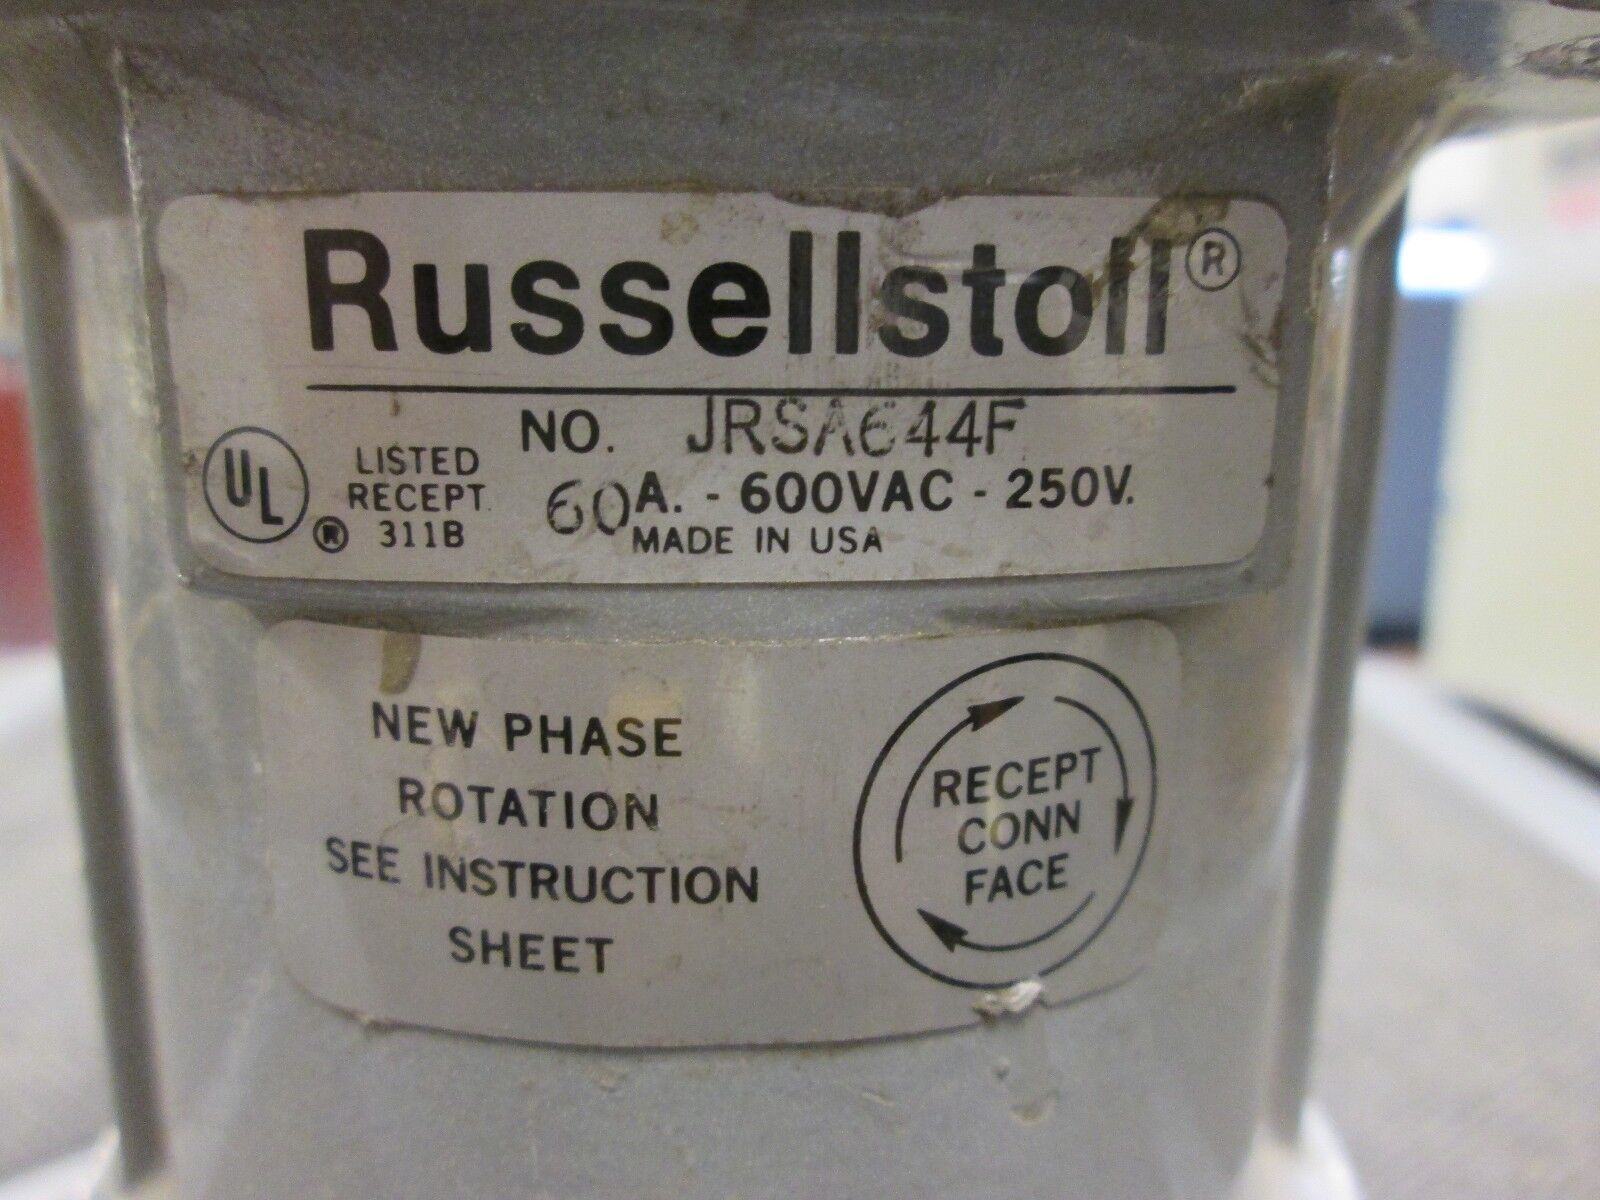 Russellstoll®
NO. JRSA644F
UL® LISTED RECEPT. 311B
60A. - 600VAC - 250V.
MADE IN USA
NEW PHASE
ROTATION
SEE INSTRUCTION
SHEET
RECEPT
CONN
FACE